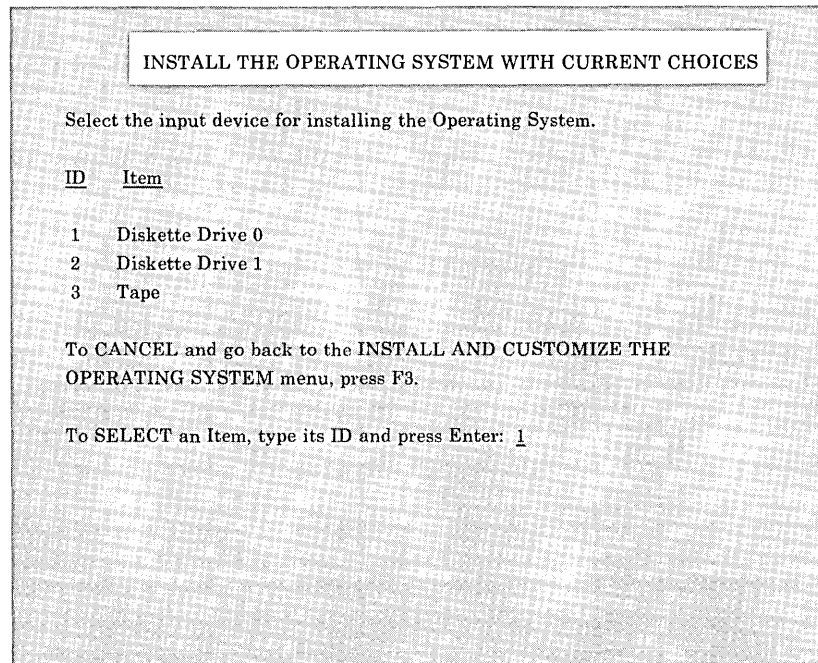 INSTALL THE OPERATING SYSTEM WITH CURRENT CHOICES
Select the input device for installing the Operating System.
ID Item
1 Diskette Drive 0
2 Diskette Drive 1
3 Tape
To CANCEL and go back to the INSTALL AND CUSTOMIZE THE
OPERATING SYSTEM menu, press F3.
To SELECT an Item, type its ID and press Enter: 1